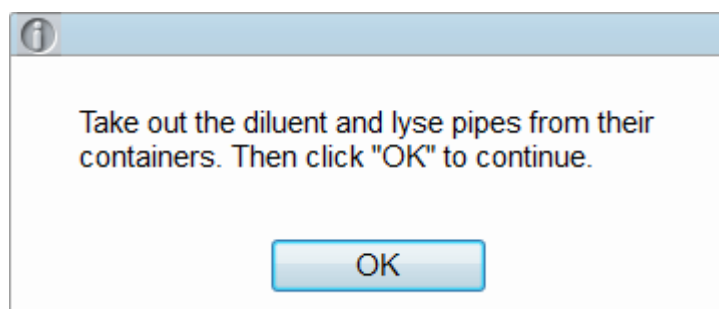 Take out the diluent and lyse pipes from their
containers. Then click "OK" to continue.
OK